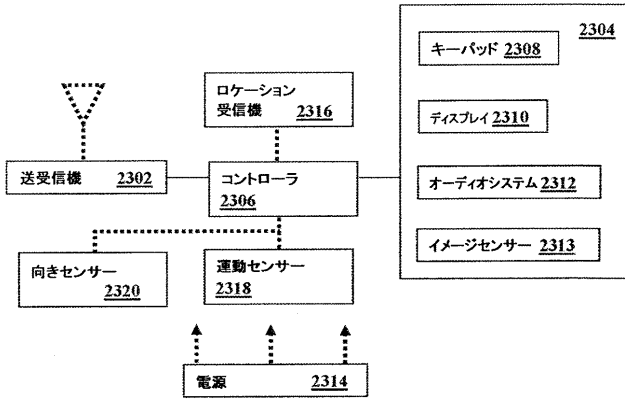 2304
キーパッド 2308
ロケーション
受信機 2316
ディスプレイ 2310
送受信機 2302
コントローラ
2306
オーディオシステム 2312
イメージセンサー 2313
向きセンサー
2320
運動センサー
2318
電源 2314